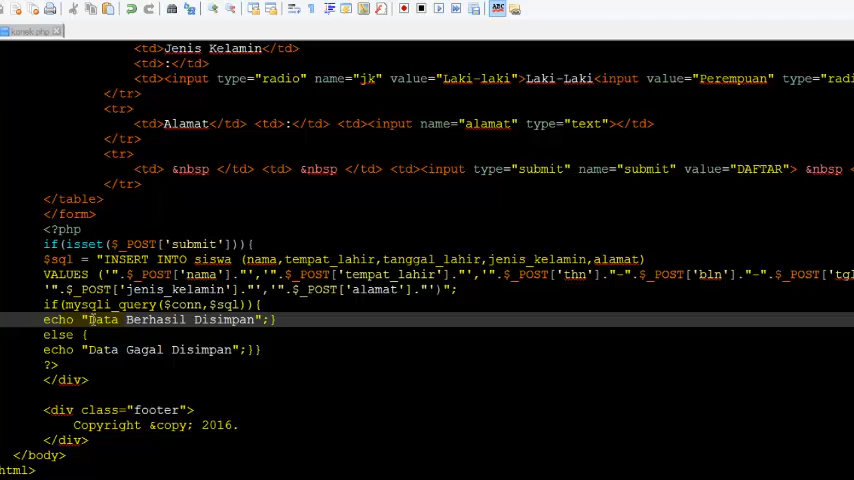 konek.php
<td>Jenis Kelamin</td>
<td>:</td>
<td><input type="radio" name="jk" value="Laki-laki">Laki-Laki<input value="Perempuan" type="radi
</tr>
<tr>
<td>Alamat</td> <td>:</td> <td><input name="alamat" type="text"></td>
</tr>
<tr>
<td> &nbsp </td> <td> &nbsp </td> <td><input type="submit" name="submit" value="DAFTAR"> &nbsp <
</tr>
</table>
</form>
<?php
if(isset($_POST['submit'])){
$sql = "INSERT INTO siswa (nama,tempat_lahir,tanggal_lahir,jenis_kelamin,alamat)
VALUES ('".$_POST['nama']."','".$_POST['tempat_lahir']."','".$_POST['thn']."-".$_POST['bln']."-".$_POST['tgl
'".$_POST['jenis_kelamin']."','".$_POST['alamat']."')";
if(mysqli_query($conn,$sql)){
echo "Data Berhasil Disimpan";}
else {
echo "Data Gagal Disimpan";}}
?>
</div>
<div class="footer">
Copyright &copy; 2016.
</div>
</body>
html>